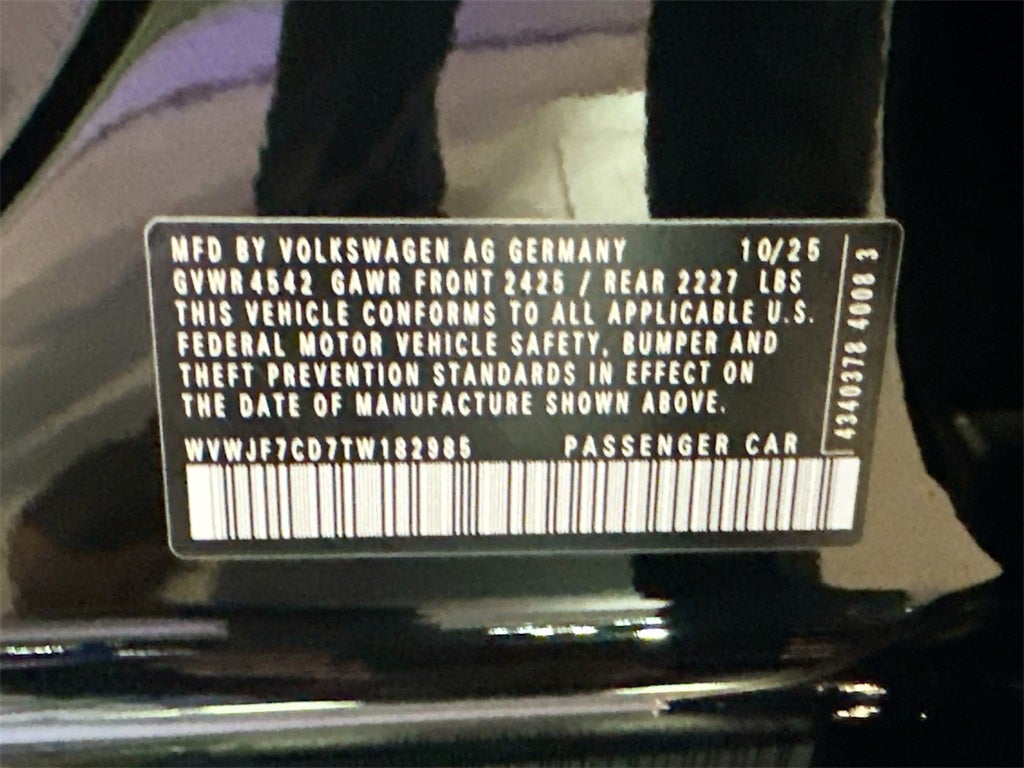 MFD BY VOLKSWAGEN AG GERMANY 10/25
GVWR 4542 GAWR FRONT 2425 / REAR 2227 LBS
THIS VEHICLE CONFORMS TO ALL APPLICABLE U.S.
FEDERAL MOTOR VEHICLE SAFETY, BUMPER AND
THEFT PREVENTION STANDARDS IN EFFECT ON
THE DATE OF MANUFACTURE SHOWN ABOVE.
WVWJF7CD7TW182985 PASSENGER CAR
4340378 4008 3